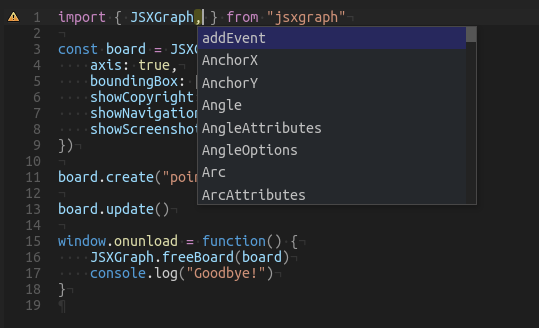 1 import { JSXGraph, } from "jsxgraph"
2
3 const board = JSXG
4 axis: true,
5 boundingBox: [
6 showCopyright
7 showNavigation
8 showScreenshot
9 })
10
11 board.create("poin
12
13 board.update()
14
15 window.onunload = function() {
16 JSXGraph.freeBoard(board)
17 console.log("Goodbye!")
18 }
19 ¶
addEvent
AnchorX
AnchorY
Angle
AngleAttributes
AngleOptions
Arc
ArcAttributes